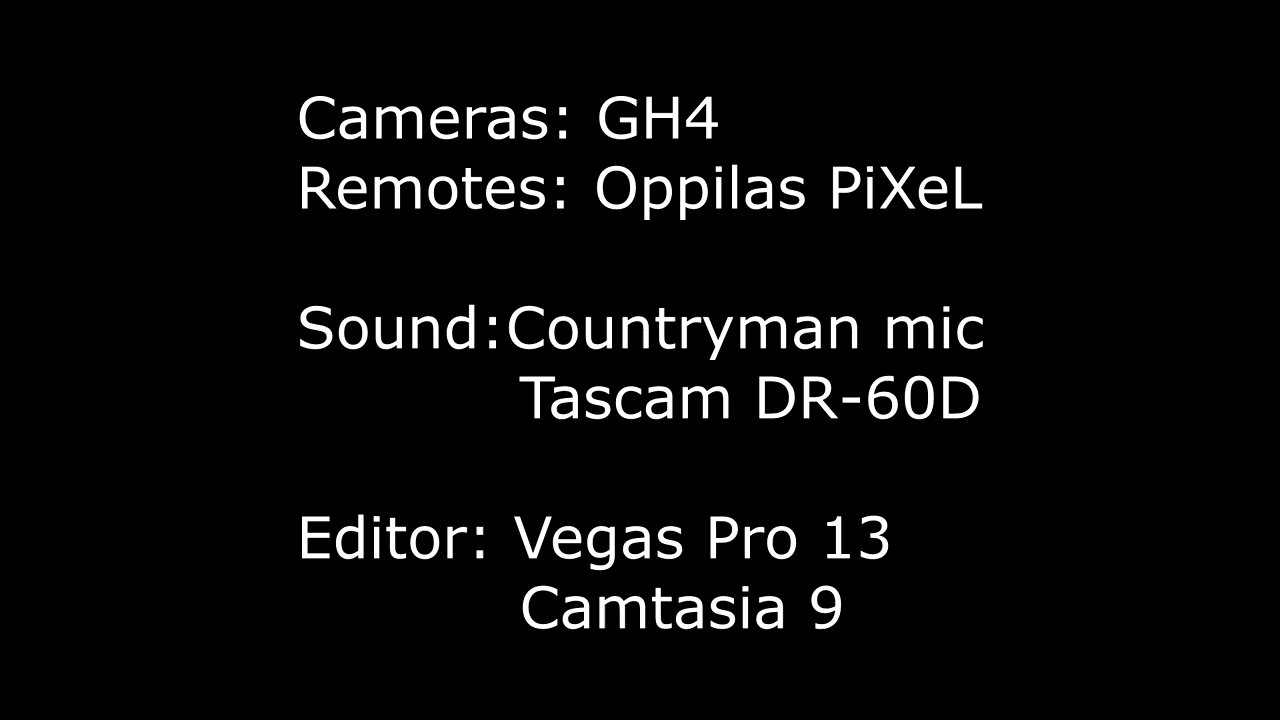 Cameras: GH4
Remotes: Oppilas PiXeL
Sound:Countryman mic
Tascam DR-60D
Editor: Vegas Pro 13
Camtasia 9